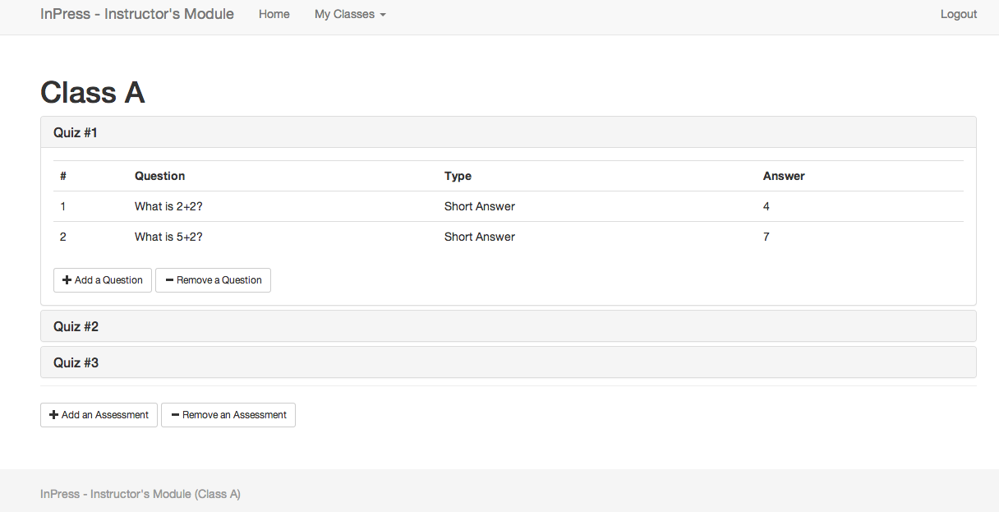 InPress - Instructor's Module Home My Classes Logout
Class A
Quiz #1
# Question Type Answer
1 What is 2+2? Short Answer 4
2 What is 5+2? Short Answer 7
Add a Question Remove a Question
Quiz #2
Quiz #3
Add an Assessment Remove an Assessment
InPress - Instructor's Module (Class A)